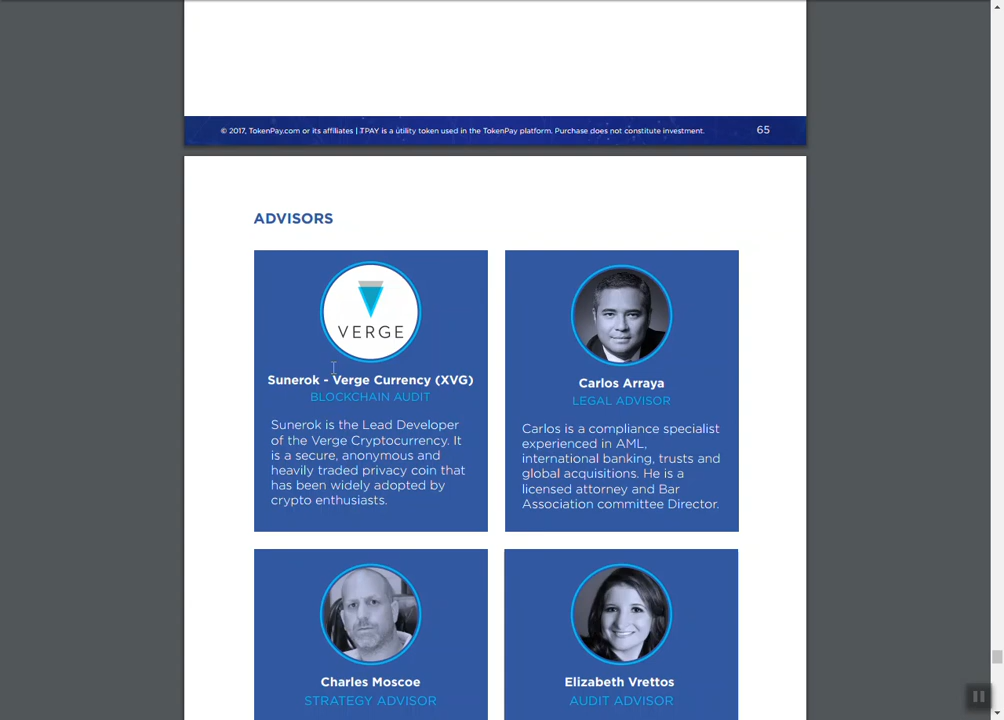 © 2017, TokenPay.com or its affiliates | TPAY is a utility token used in the TokenPay platform. Purchase does not constitute investment.
65
ADVISORS
VERGE
Sunerok - Verge Currency (XVG)
BLOCKCHAIN AUDIT
Sunerok is the Lead Developer
of the Verge Cryptocurrency. It
is a secure, anonymous and
heavily traded privacy coin that
has been widely adopted by
crypto enthusiasts.
Carlos Arraya
LEGAL ADVISOR
Carlos is a compliance specialist
experienced in AML,
international banking, trusts and
global acquisitions. He is a
licensed attorney and Bar
Association committee Director.
Charles Moscoe
STRATEGY ADVISOR
Elizabeth Vrettos
AUDIT ADVISOR